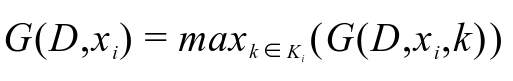 G(D,x_i) = max_{k ∈ K_i}(G(D,x_i,k))